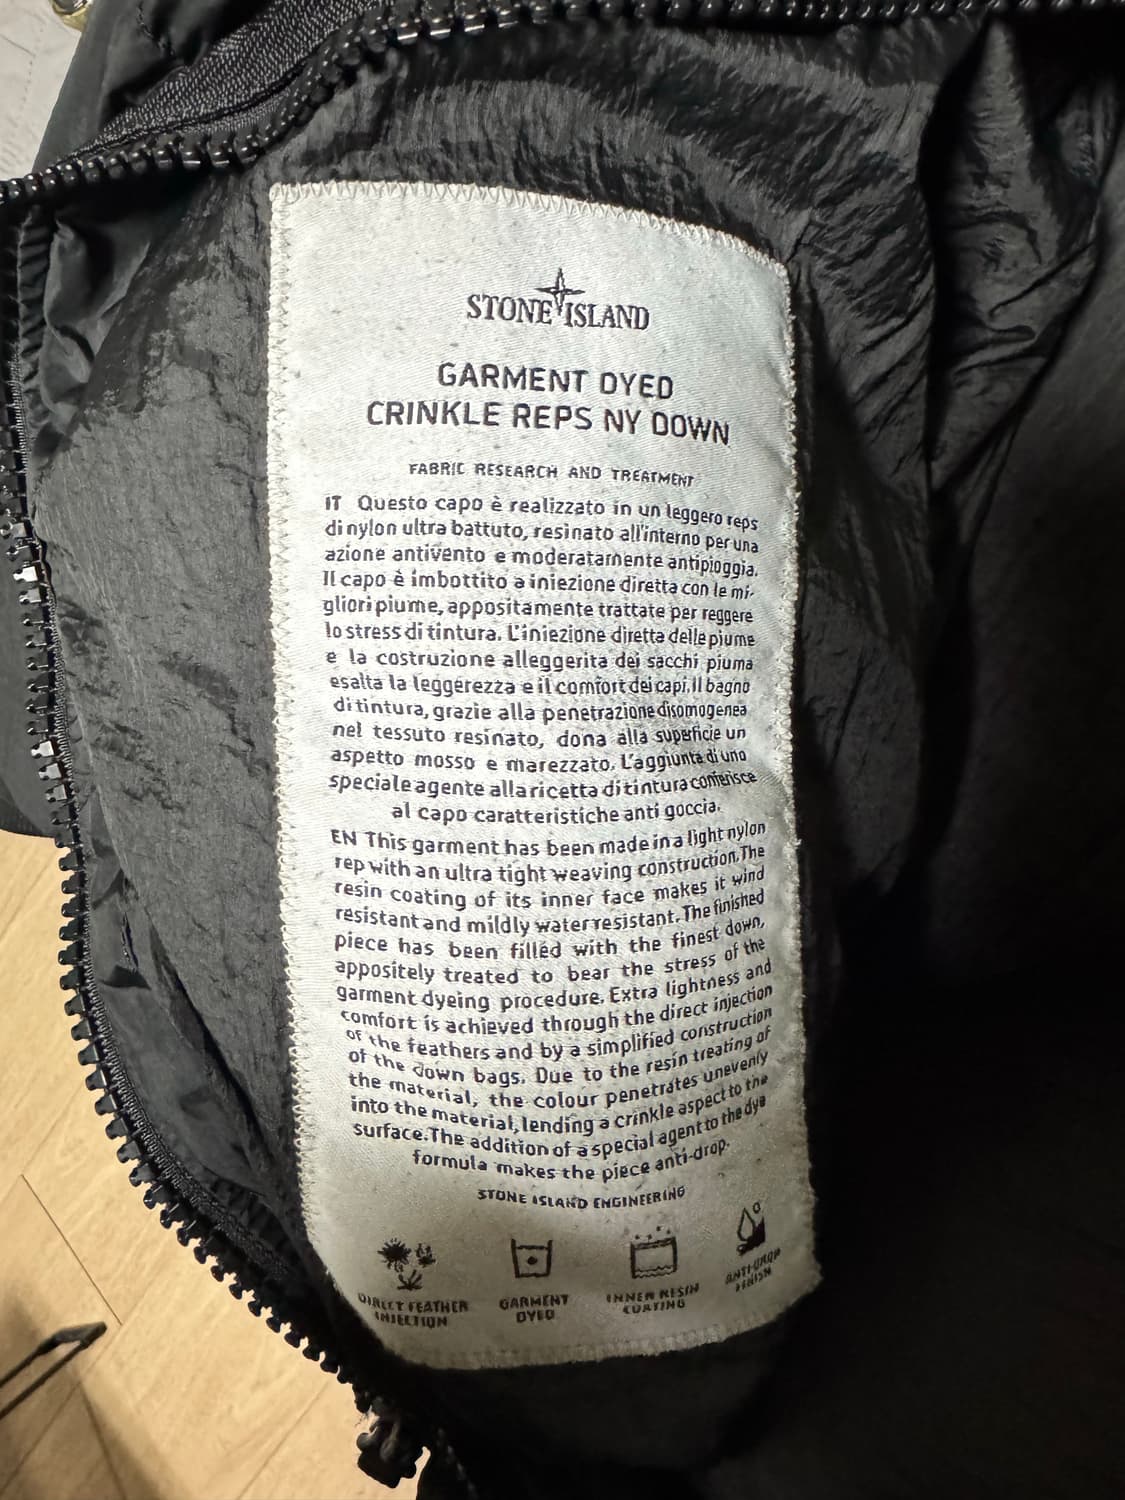 STONE ISLAND
GARMENT DYED
CRINKLE REPS NY DOWN
FABRIC RESEARCH AND TREATMENT
IT Questo capo è realizzato in un leggero reps
di nylon ultra battuto, resinato all'interno per una
azione antivento e moderatamente antipioggia.
Il capo è imbottito a iniezione diretta con le mi-
gliori piume, appositamente trattate per reggere
lo stress di tintura. L'iniezione diretta delle piume
e la costruzione alleggerita dei sacchi piuma
esalta la leggerezza e il comfort dei capi. Il bagno
di tintura, grazie alla penetrazione disomogenea
nel tessuto resinato, dona alla superficie un
aspetto mosso e marezzato. L'aggiunta di uno
speciale agente alla ricetta di tintura conferisce
al capo caratteristiche anti goccia.
EN This garment has been made in a light nylon
rep with an ultra tight weaving construction. The
resin coating of its inner face makes it wind
resistant and mildly water resistant. The finished
piece has been filled with the finest down,
appositely treated to bear the stress of the
garment dyeing procedure. Extra lightness and
comfort is achieved through the direct injection
of the feathers and by a simplified construction
of the down bags. Due to the resin treating of
the material, the colour penetrates unevenly
into the material, lending a crinkle aspect to the
surface. The addition of a special agent to the dye
formula makes the piece anti-drop.
STONE ISLAND ENGINEERING
DIRECT FEATHER
INJECTION
GARMENT
DYED
INNER RESIN
COATING
ANTI-DROP
FINISH